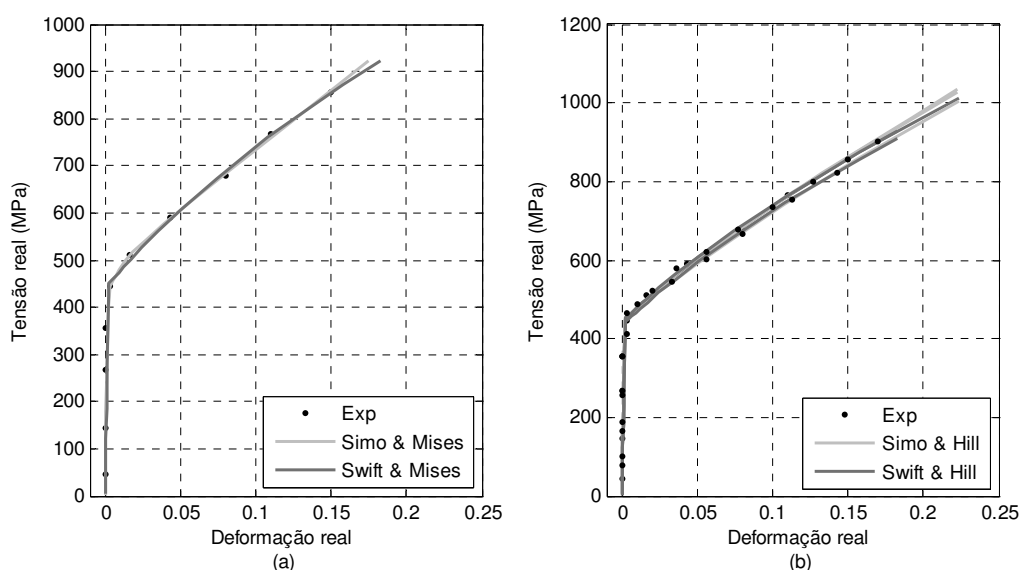 1000
900
800
700
600
500
400
300
200
100
0
Tensão real (MPa)
0 0.05 0.1 0.15 0.2 0.25
Deformação real
(a)
Exp
Simo & Mises
Swift & Mises
1200
1000
800
600
400
200
0
Tensão real (MPa)
0 0.05 0.1 0.15 0.2 0.25
Deformação real
(b)
Exp
Simo & Hill
Swift & Hill